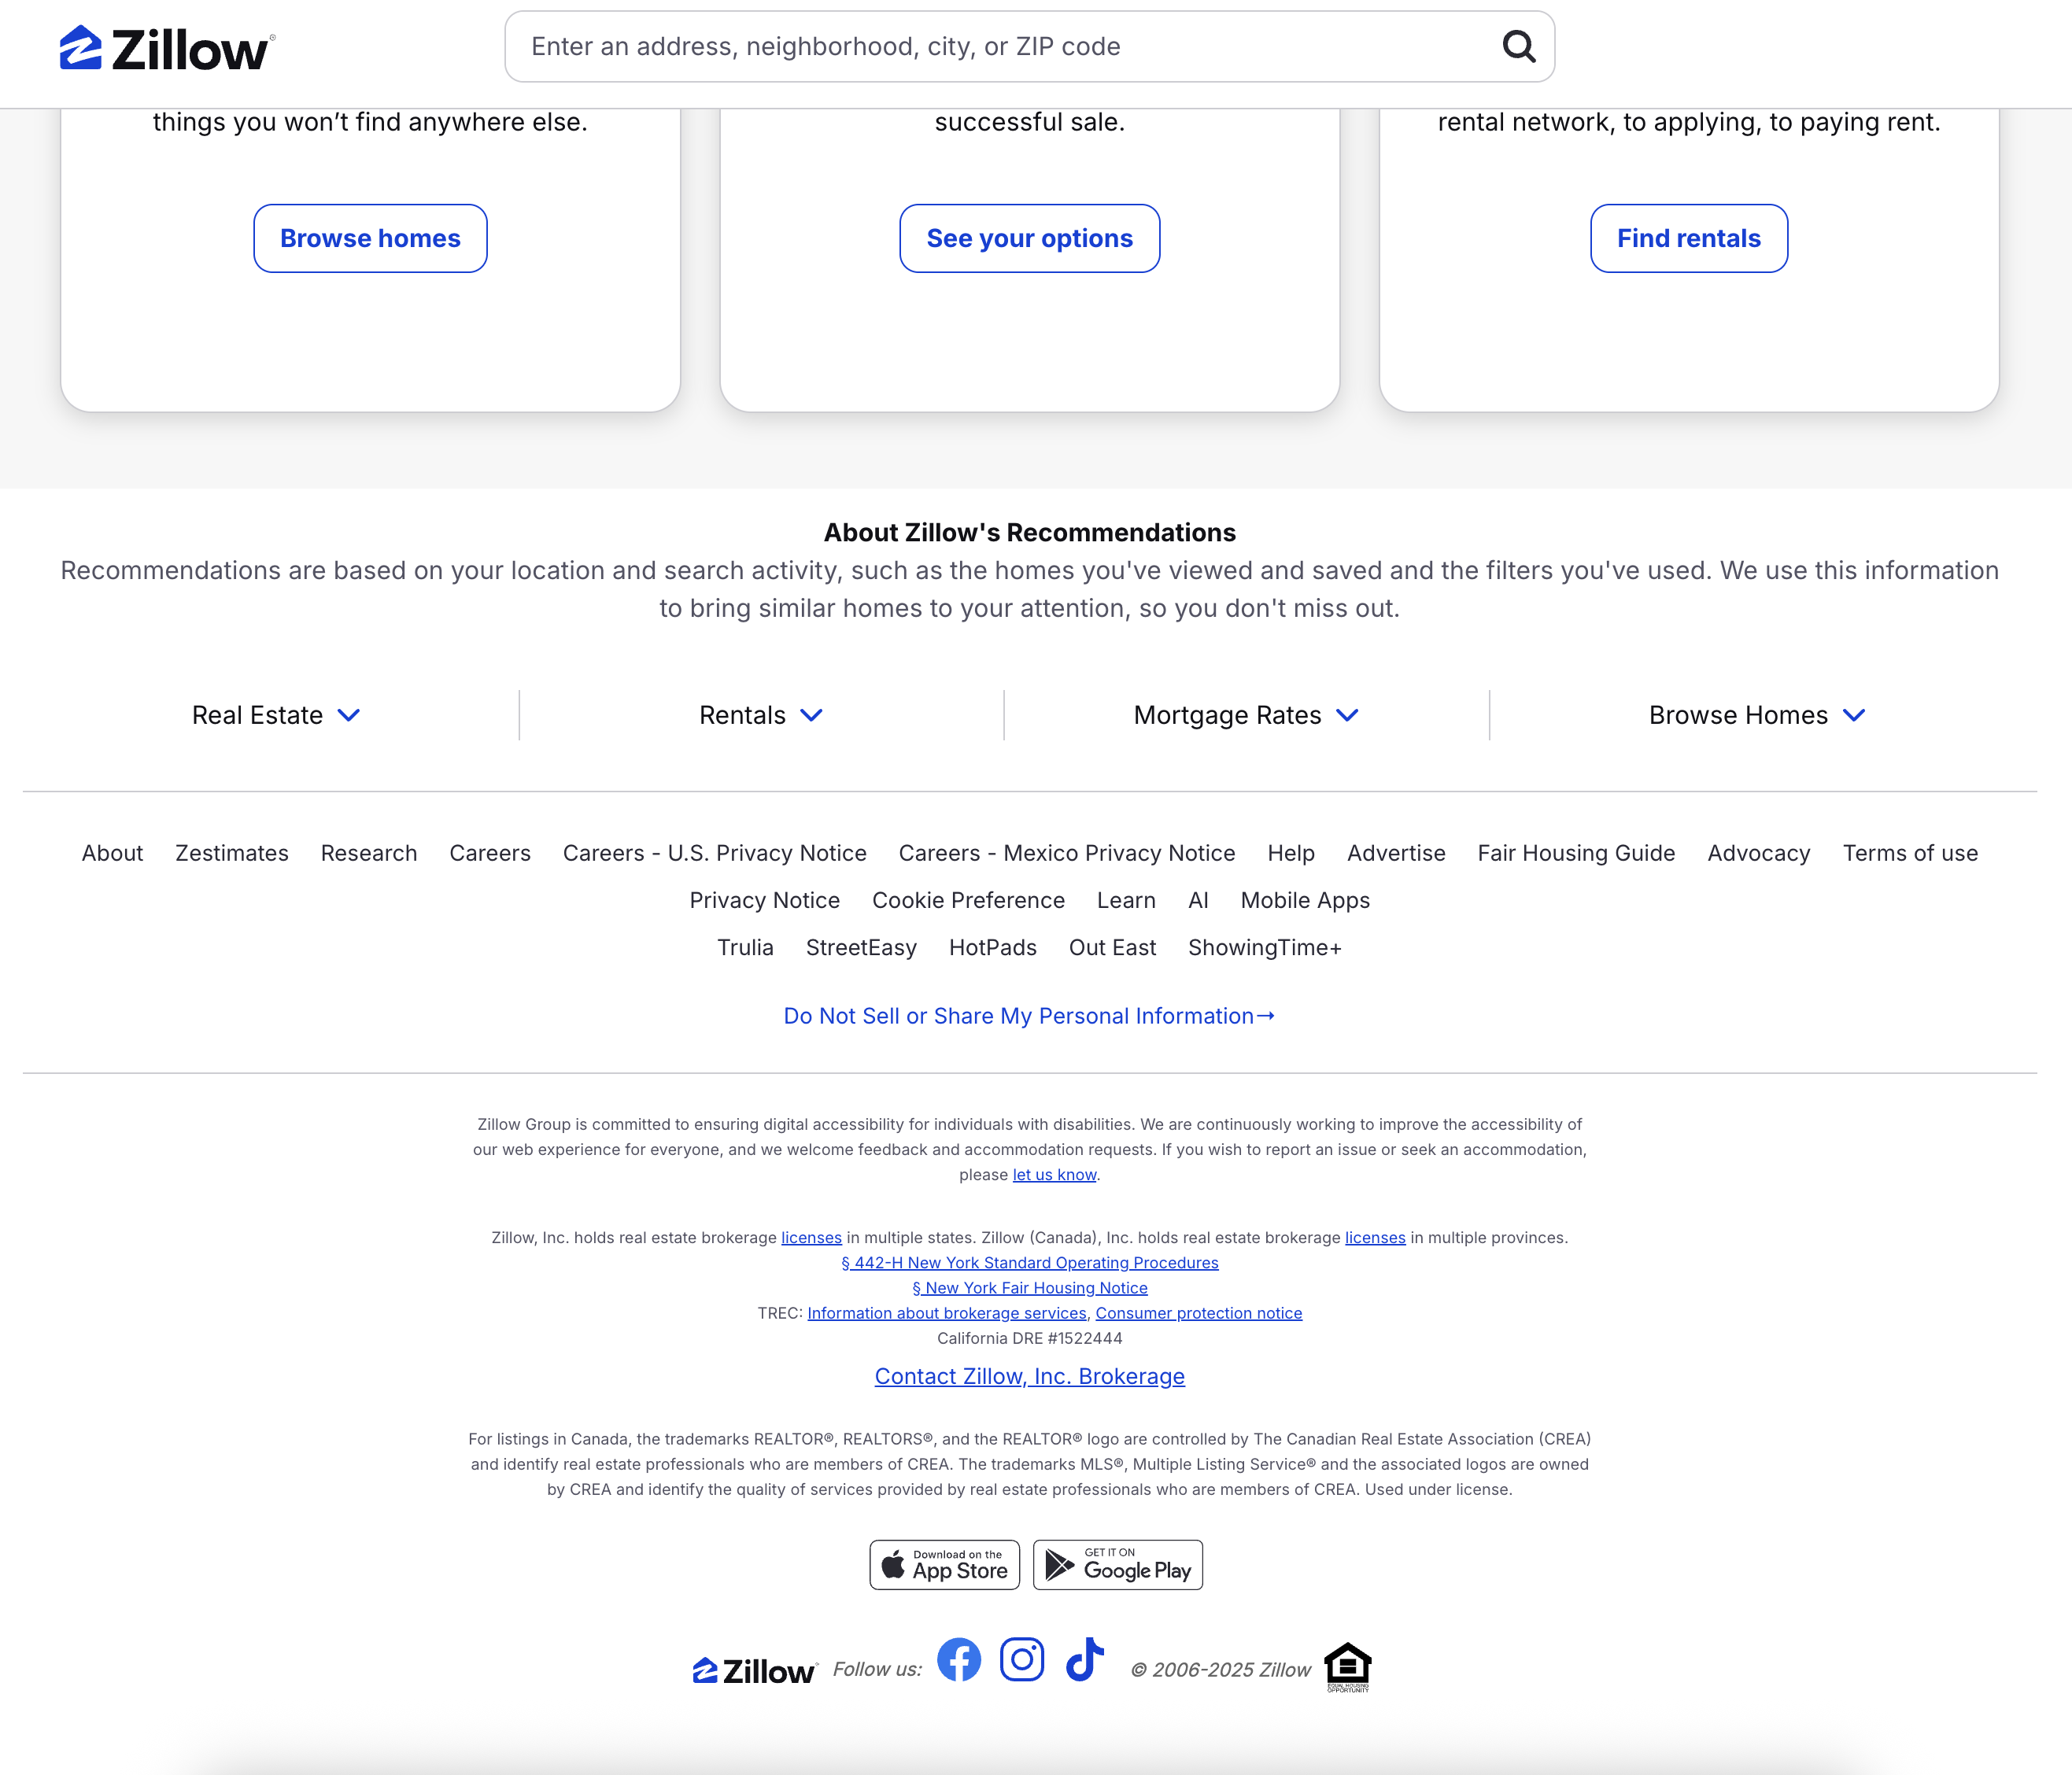 Zillow
Enter an address, neighborhood, city, or ZIP code
things you won’t find anywhere else.
successful sale.
rental network, to applying, to paying rent.
Browse homes
See your options
Find rentals
About Zillow's Recommendations
Recommendations are based on your location and search activity, such as the homes you've viewed and saved and the filters you've used. We use this information
to bring similar homes to your attention, so you don't miss out.
Real Estate
Rentals
Mortgage Rates
Browse Homes
About Zestimates Research Careers Careers - U.S. Privacy Notice Careers - Mexico Privacy Notice Help Advertise Fair Housing Guide Advocacy Terms of use
Privacy Notice Cookie Preference Learn AI Mobile Apps
Trulia StreetEasy HotPads Out East ShowingTime+
Do Not Sell or Share My Personal Information→
Zillow Group is committed to ensuring digital accessibility for individuals with disabilities. We are continuously working to improve the accessibility of
our web experience for everyone, and we welcome feedback and accommodation requests. If you wish to report an issue or seek an accommodation,
please let us know.
Zillow, Inc. holds real estate brokerage licenses in multiple states. Zillow (Canada), Inc. holds real estate brokerage licenses in multiple provinces.
§ 442-H New York Standard Operating Procedures
§ New York Fair Housing Notice
TREC: Information about brokerage services, Consumer protection notice
California DRE #1522444
Contact Zillow, Inc. Brokerage
For listings in Canada, the trademarks REALTOR®, REALTORS®, and the REALTOR® logo are controlled by The Canadian Real Estate Association (CREA)
and identify real estate professionals who are members of CREA. The trademarks MLS®, Multiple Listing Service® and the associated logos are owned
by CREA and identify the quality of services provided by real estate professionals who are members of CREA. Used under license.
Download on the
App Store
GET IT ON
Google Play
Zillow Follow us: © 2006-2025 Zillow
EQUAL HOUSING
OPPORTUNITY